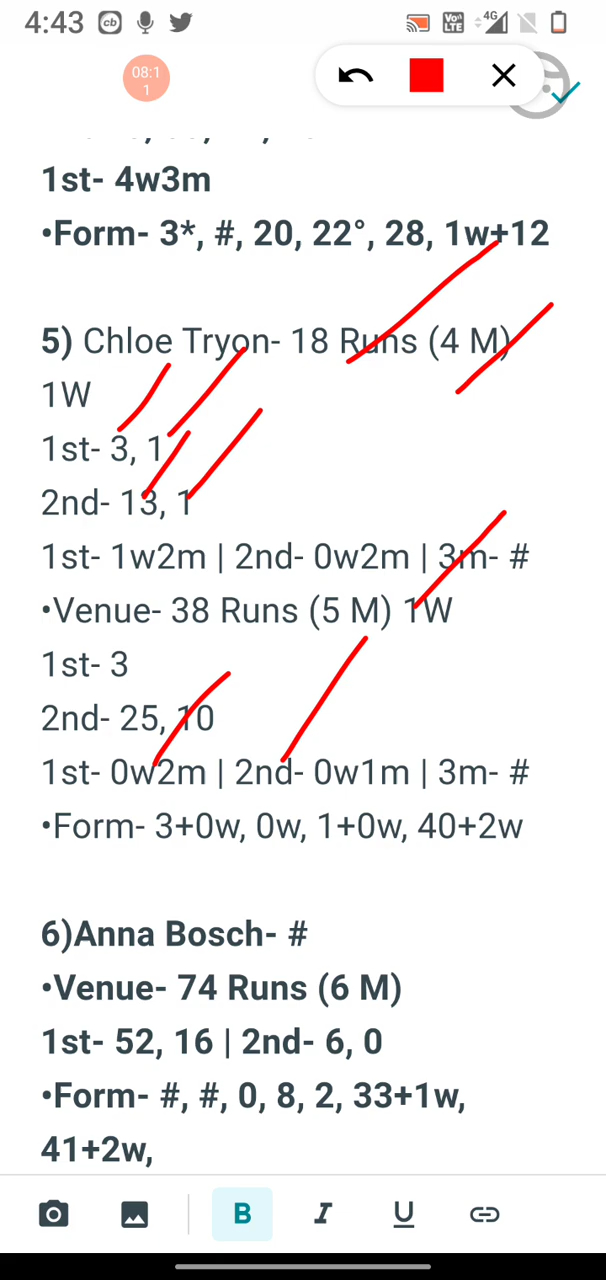 4:43
cb
Vo))
LTE
4G
08:1
1
1st- 4w3m
•Form- 3*, #, 20, 22°, 28, 1w+12
5) Chloe Tryon- 18 Runs (4 M)
1W
1st- 3, 1
2nd- 13, 1
1st- 1w2m | 2nd- 0w2m | 3m- #
•Venue- 38 Runs (5 M) 1W
1st- 3
2nd- 25, 10
1st- 0w2m | 2nd- 0w1m | 3m- #
•Form- 3+0w, 0w, 1+0w, 40+2w
6)Anna Bosch- #
•Venue- 74 Runs (6 M)
1st- 52, 16 | 2nd- 6, 0
•Form- #, #, 0, 8, 2, 33+1w,
41+2w,
B I U